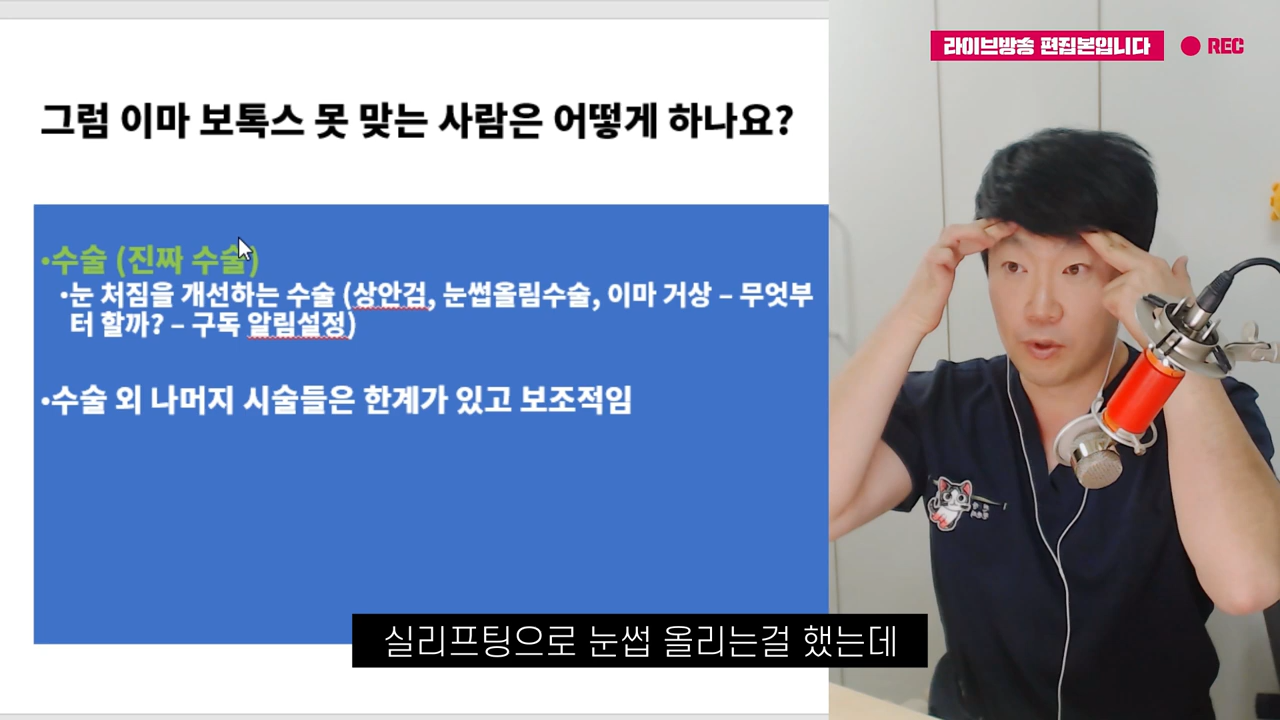 라이브방송 편집본입니다
REC
그럼 이마 보톡스 못 맞는 사람은 어떻게 하나요?
•수술 (진짜 수술)
•눈 처짐을 개선하는 수술 (상안검, 눈썹올림수술, 이마 거상 – 무엇부
터 할까? – 구독 알림설정)
•수술 외 나머지 시술들은 한계가 있고 보조적임
실리프팅으로 눈썹 올리는걸 했는데